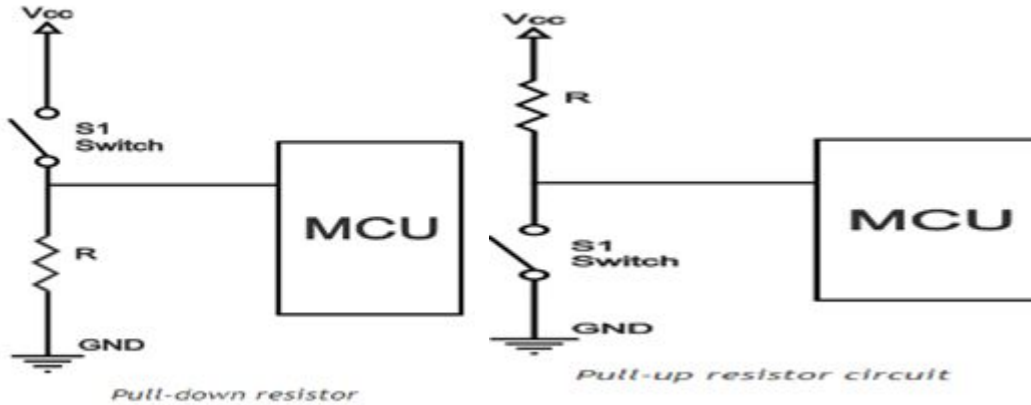 Vcc
S1
Switch
MCU
R
GND
Pull-down resistor
Vcc
R
MCU
S1
Switch
GND
Pull-up resistor circuit